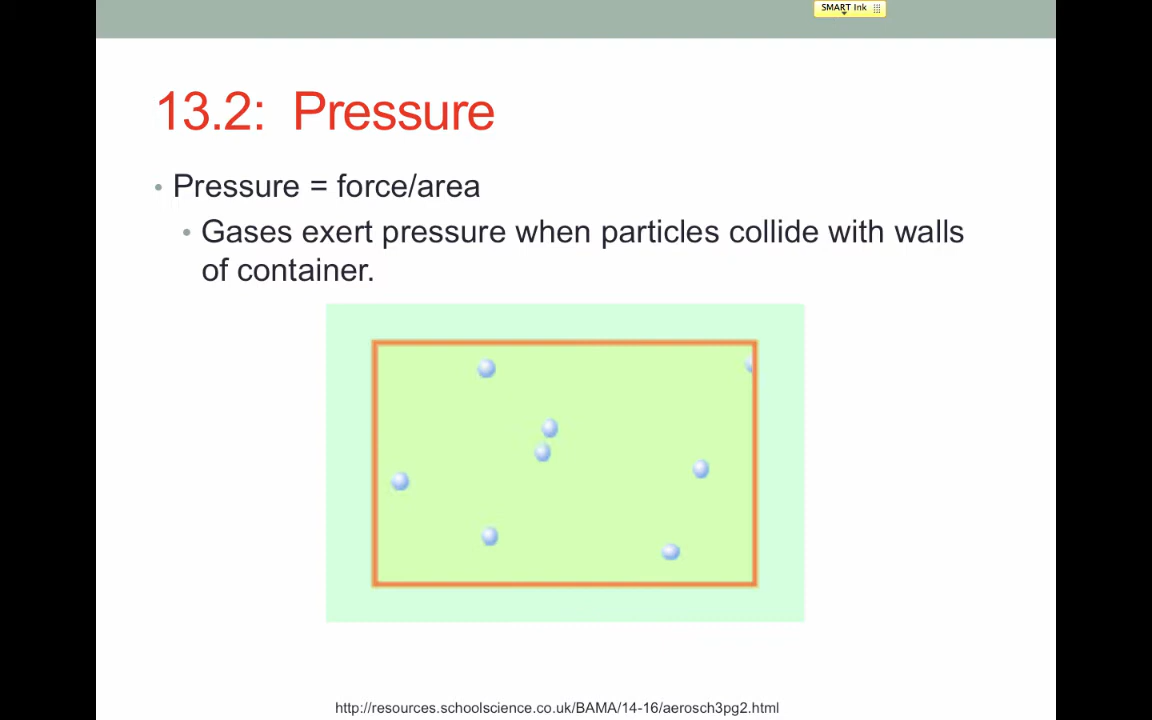 SMART Ink
13.2: Pressure
• Pressure = force/area
• Gases exert pressure when particles collide with walls
of container.
http://resources.schoolscience.co.uk/BAMA/14-16/aerosch3pg2.html